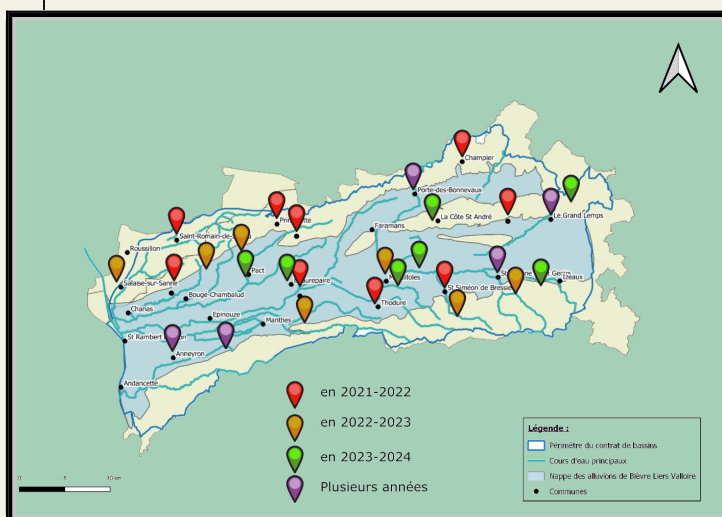 Champier
Porte-des-Bonnevaux
La Côte St André
Le Grand Lemps
Faramans
Roussillon
Salaise-sur-Sanne
Pact
Bougé-Chambalud
Chanas
Epinouze
Manthes
St Rambert
Anneyron
Andancette
Thodure
St Siméon de Bressie
Izeaux
en 2021-2022
en 2022-2023
en 2023-2024
Plusieurs années
0 5 10 km
Légende :
Périmètre du contrat de bassins
Cours d'eau principaux
Nappe des alluvions de Bièvre Liers Valloire
Communes